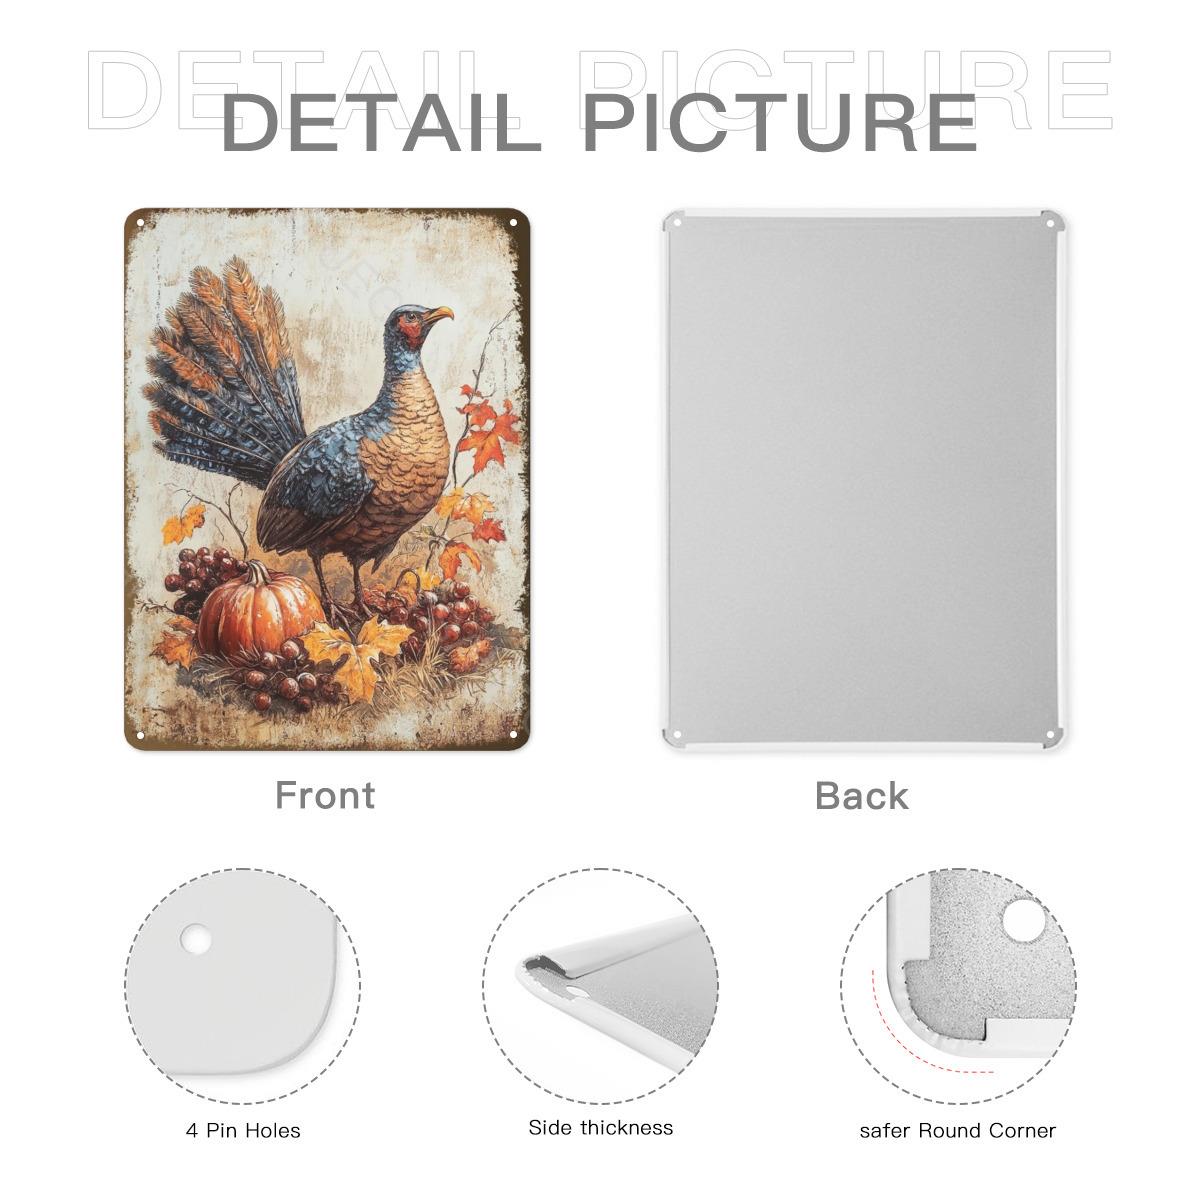 DETAIL PICTURE
DETAIL PICTURE
Front
Back
4 Pin Holes
Side thickness
safer Round Corner